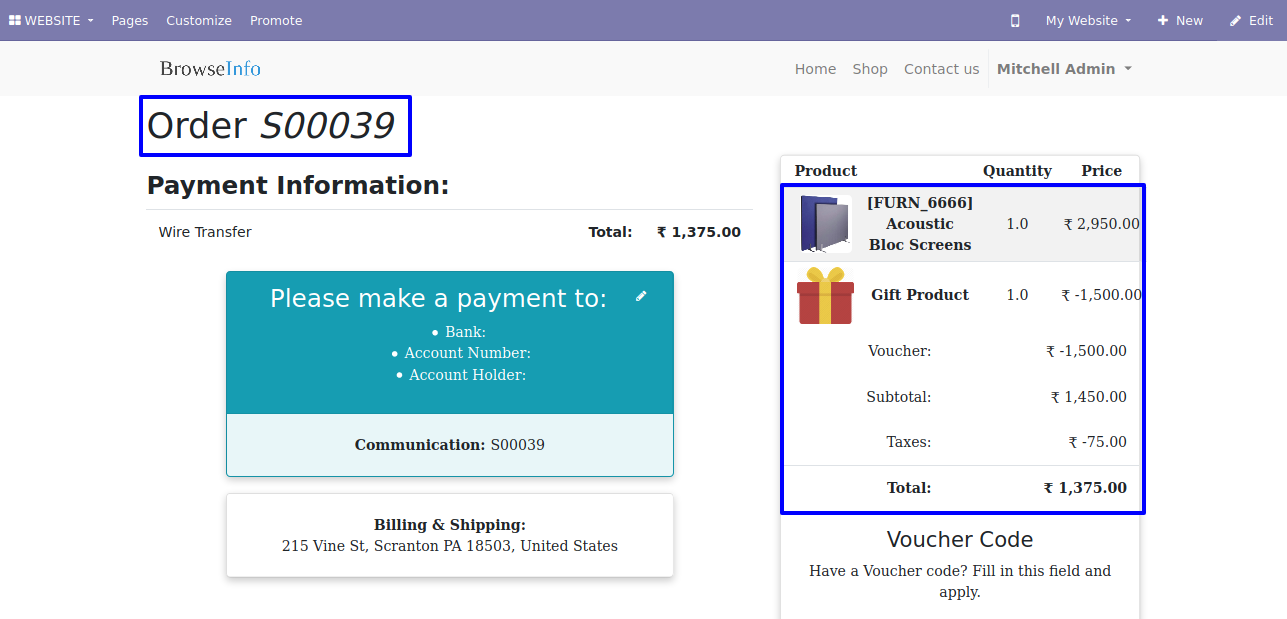 WEBSITE Pages Customize Promote My Website New Edit
BrowseInfo Home Shop Contact us Mitchell Admin
Order S00039
Payment Information:
Wire Transfer Total: ₹ 1,375.00
Please make a payment to:
• Bank:
• Account Number:
• Account Holder:
Communication: S00039
Billing & Shipping:
215 Vine St, Scranton PA 18503, United States
Product Quantity Price
[FURN_6666]
Acoustic 1.0 ₹ 2,950.00
Bloc Screens
Gift Product 1.0 ₹ -1,500.00
Voucher: ₹ -1,500.00
Subtotal: ₹ 1,450.00
Taxes: ₹ -75.00
Total: ₹ 1,375.00
Voucher Code
Have a Voucher code? Fill in this field and
apply.